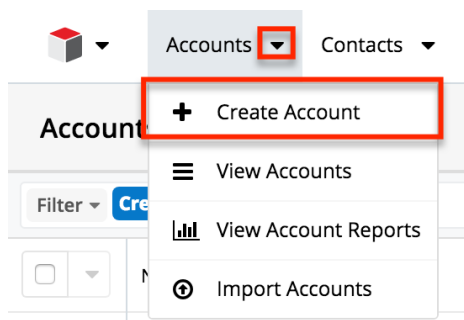 Accounts Contacts
Create Account
Account
View Accounts
Filter Cre
View Account Reports
Import Accounts